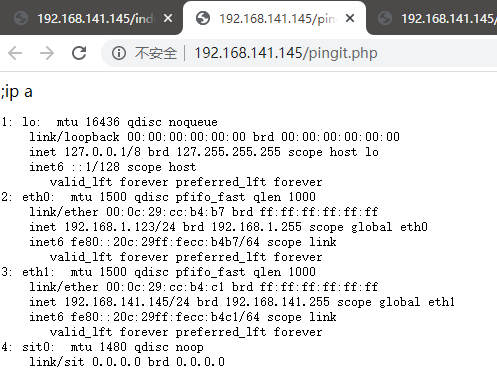 192.168.141.145/ind
192.168.141.145/pin
192.168.141.145/
不安全 | 192.168.141.145/pingit.php
;ip a
1: lo:  mtu 16436 qdisc noqueue
link/loopback 00:00:00:00:00:00 brd 00:00:00:00:00:00
inet 127.0.0.1/8 brd 127.255.255.255 scope host lo
inet6 ::1/128 scope host
valid_lft forever preferred_lft forever
2: eth0:  mtu 1500 qdisc pfifo_fast qlen 1000
link/ether 00:0c:29:cc:b4:b7 brd ff:ff:ff:ff:ff:ff
inet 192.168.1.123/24 brd 192.168.1.255 scope global eth0
inet6 fe80::20c:29ff:fecc:b4b7/64 scope link
valid_lft forever preferred_lft forever
3: eth1:  mtu 1500 qdisc pfifo_fast qlen 1000
link/ether 00:0c:29:cc:b4:c1 brd ff:ff:ff:ff:ff:ff
inet 192.168.141.145/24 brd 192.168.141.255 scope global eth1
inet6 fe80::20c:29ff:fecc:b4c1/64 scope link
valid_lft forever preferred_lft forever
4: sit0:  mtu 1480 qdisc noop
link/sit 0.0.0.0 brd 0.0.0.0